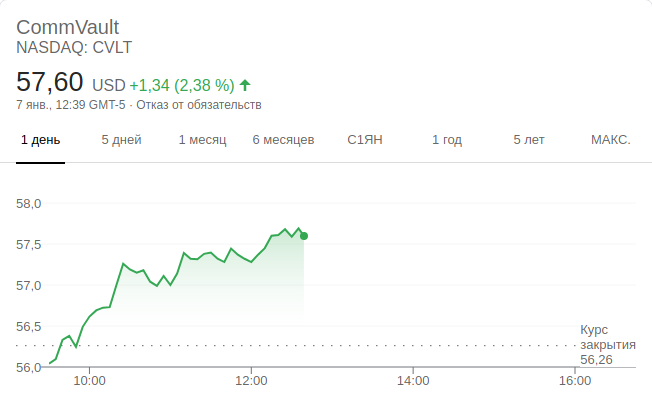 CommVault
NASDAQ: CVLT
57,60 USD +1,34 (2,38 %)
7 янв., 12:39 GMT-5 · Отказ от обязательств
1 день 5 дней 1 месяц 6 месяцев С1ЯН 1 год 5 лет МАКС.
58,0
57,5
57,0
56,5
56,0
Курс
закрытия
56,26
10:00 12:00 14:00 16:00